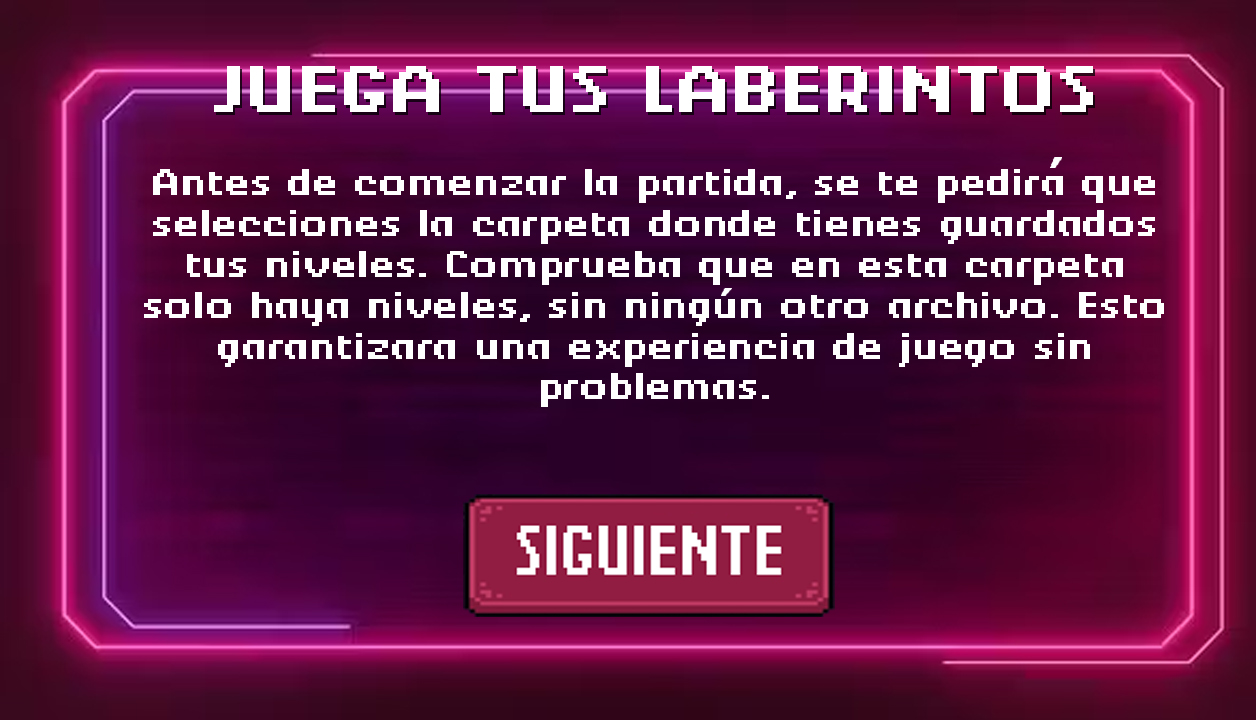 JUEGA TUS LABERINTOS
Antes de comenzar la partida, se te pedirá que
selecciones la carpeta donde tienes guardados
tus niveles. Comprueba que en esta carpeta
solo haya niveles, sin ningún otro archivo. Esto
garantizara una experiencia de juego sin
problemas.
SIGUIENTE